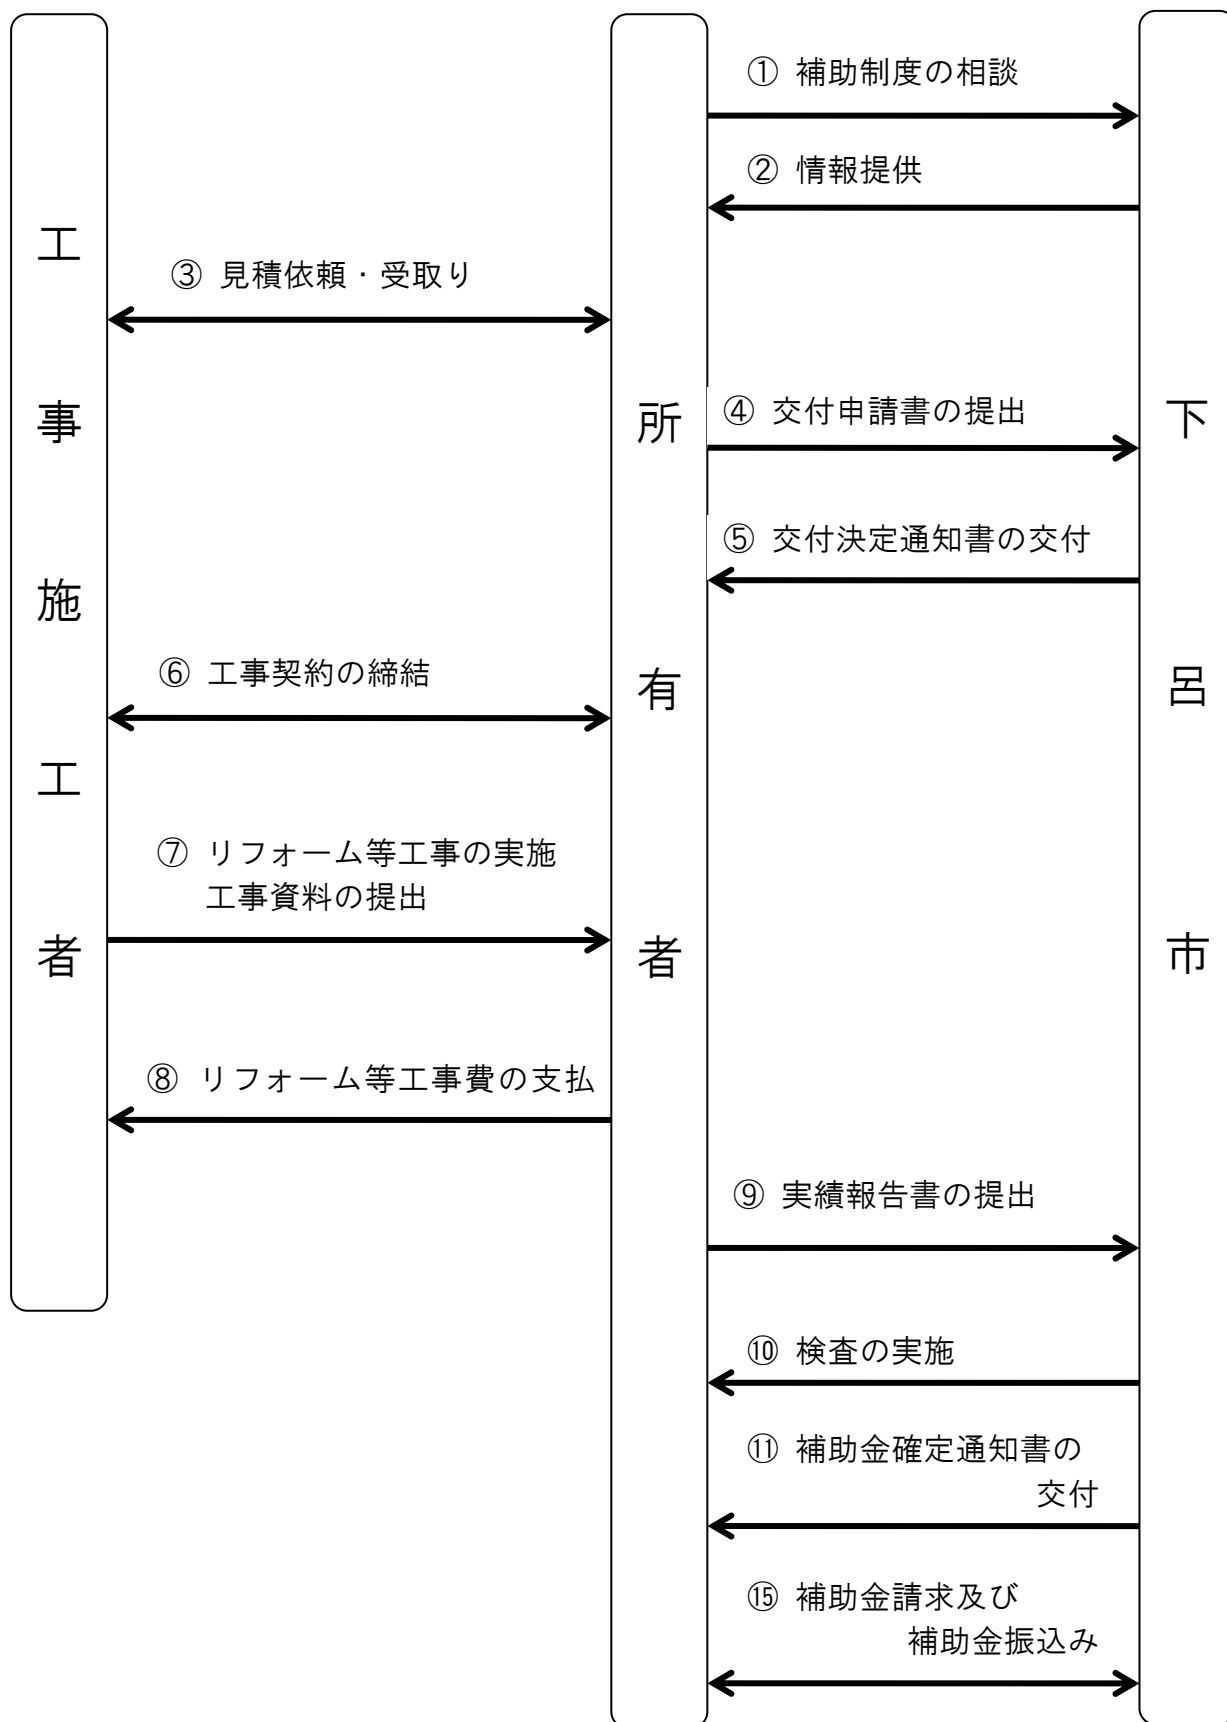 工事施工者
所有者
下呂市
① 補助制度の相談
② 情報提供
③ 見積依頼・受取り
④ 交付申請書の提出
⑤ 交付決定通知書の交付
⑥ 工事契約の締結
⑦ リフォーム等工事の実施
工事資料の提出
⑧ リフォーム等工事費の支払
⑨ 実績報告書の提出
⑩ 検査の実施
⑪ 補助金確定通知書の
交付
⑮ 補助金請求及び
補助金振込み